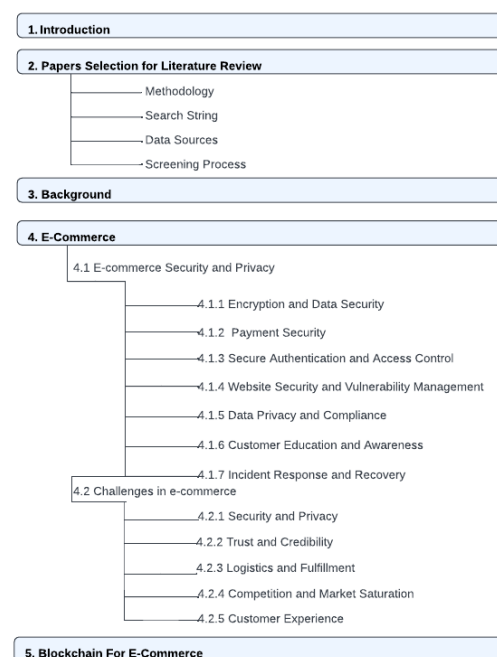 1. Introduction
2. Papers Selection for Literature Review
Methodology
Search String
Data Sources
Screening Process
3. Background
4. E-Commerce
4.1 E-commerce Security and Privacy
4.1.1 Encryption and Data Security
4.1.2 Payment Security
4.1.3 Secure Authentication and Access Control
4.1.4 Website Security and Vulnerability Management
4.1.5 Data Privacy and Compliance
4.1.6 Customer Education and Awareness
4.1.7 Incident Response and Recovery
4.2 Challenges in e-commerce
4.2.1 Security and Privacy
4.2.2 Trust and Credibility
4.2.3 Logistics and Fulfillment
4.2.4 Competition and Market Saturation
4.2.5 Customer Experience
5. Blockchain For E-Commerce